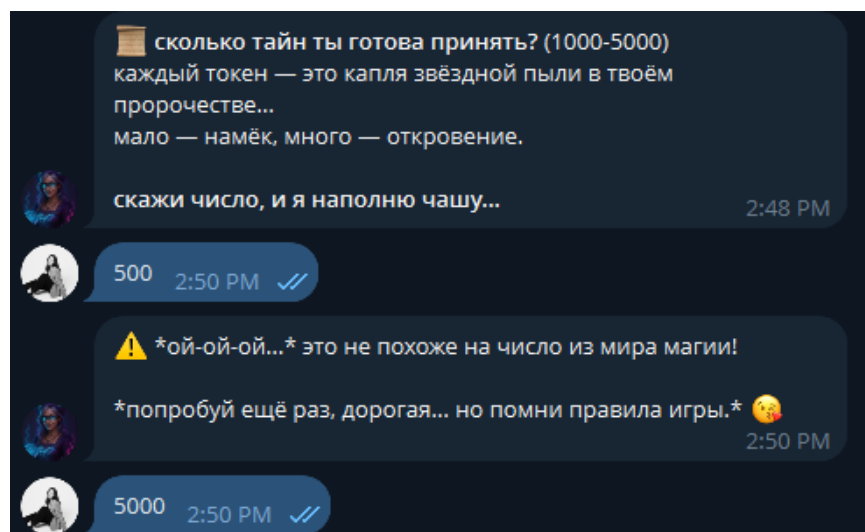 📜 сколько тайн ты готова принять? (1000-5000)
каждый токен — это капля звёздной пыли в твоём
пророчестве...
мало — намёк, много — откровение.
скажи число, и я наполню чашу...
2:48 PM
500 2:50 PM
⚠️ *ой-ой-ой...* это не похоже на число из мира магии!
*попробуй ещё раз, дорогая... но помни правила игры.* 😘
2:50 PM
5000 2:50 PM